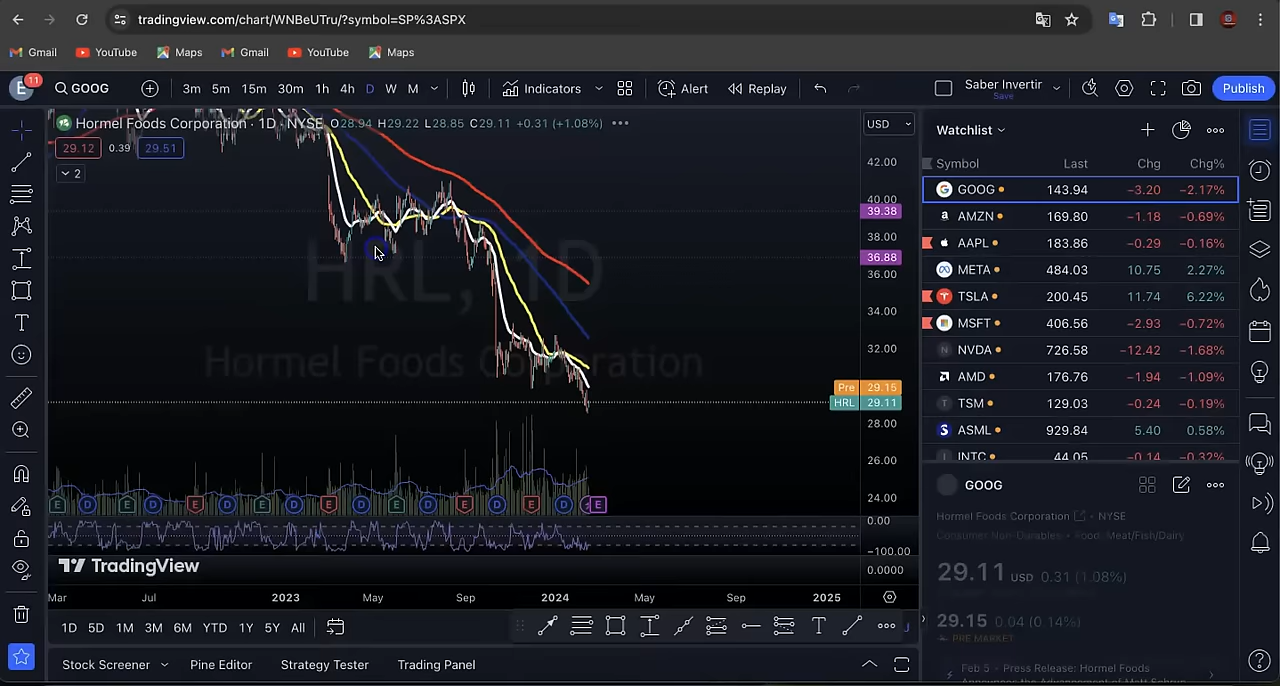 tradingview.com/chart/WNBeUTru/?symbol=SP%3ASPX
Gmail YouTube Maps Gmail YouTube Maps
E 11 GOOG 3m 5m 15m 30m 1h 4h D W M Indicators Alert Replay Saber Invertir Save Publish
Hormel Foods Corporation · 1D · NYSE O28.94 H29.22 L28.85 C29.11 +0.31 (+1.08%) USD
29.12 0.39 29.51
2
HRL, 1D
Hormel Foods Corporation
42.00
40.00
39.38
38.00
36.88
36.00
34.00
32.00
Pre 29.15
HRL 29.11
28.00
26.00
24.00
0.00
−100.00
0.0000
E D E D E D E D E D E D E D E D E
TradingView
Mar Jul 2023 May Sep 2024 May Sep 2025
1D 5D 1M 3M 6M YTD 1Y 5Y All
Stock Screener Pine Editor Strategy Tester Trading Panel
Watchlist
Symbol Last Chg Chg%
GOOG 143.94 −3.20 −2.17%
AMZN 169.80 −1.18 −0.69%
AAPL 183.86 −0.29 −0.16%
META 484.03 10.75 2.27%
TSLA 200.45 11.74 6.22%
MSFT 406.56 −2.93 −0.72%
NVDA 726.58 −12.42 −1.68%
AMD 176.76 −1.94 −1.09%
TSM 129.03 −0.24 −0.19%
ASML 929.84 5.40 0.58%
INTC 44.05 −0.14 −0.32%
GOOG
Hormel Foods Corporation · NYSE
Consumer Non-Durables · Food: Meat/Fish/Dairy
29.11 USD 0.31 (1.08%)
29.15 0.04 (0.14%)
PRE MARKET
Feb 5 · Press Release: Hormel Foods
Announces the Advancement of Matt